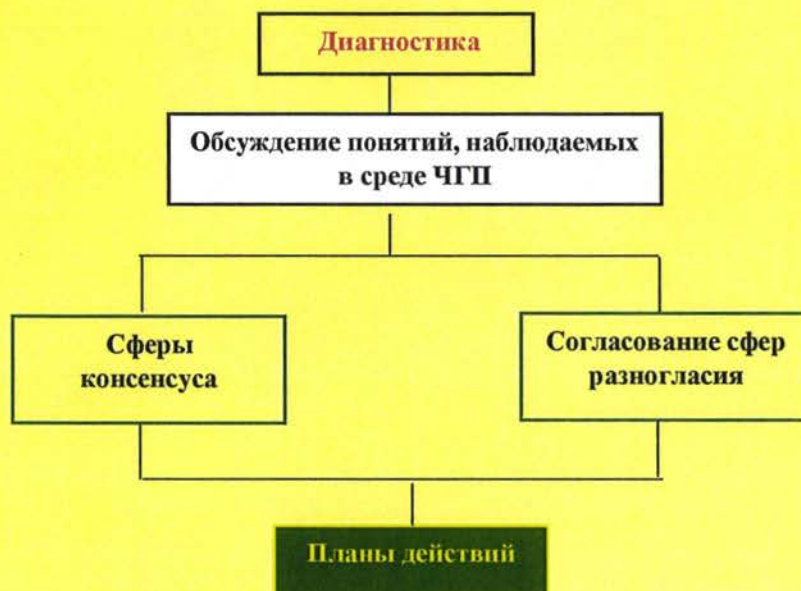 Диагностика
Обсуждение понятий, наблюдаемых
в среде ЧГП
Сферы
консенсуса
Согласование сфер
разногласия
Планы действий